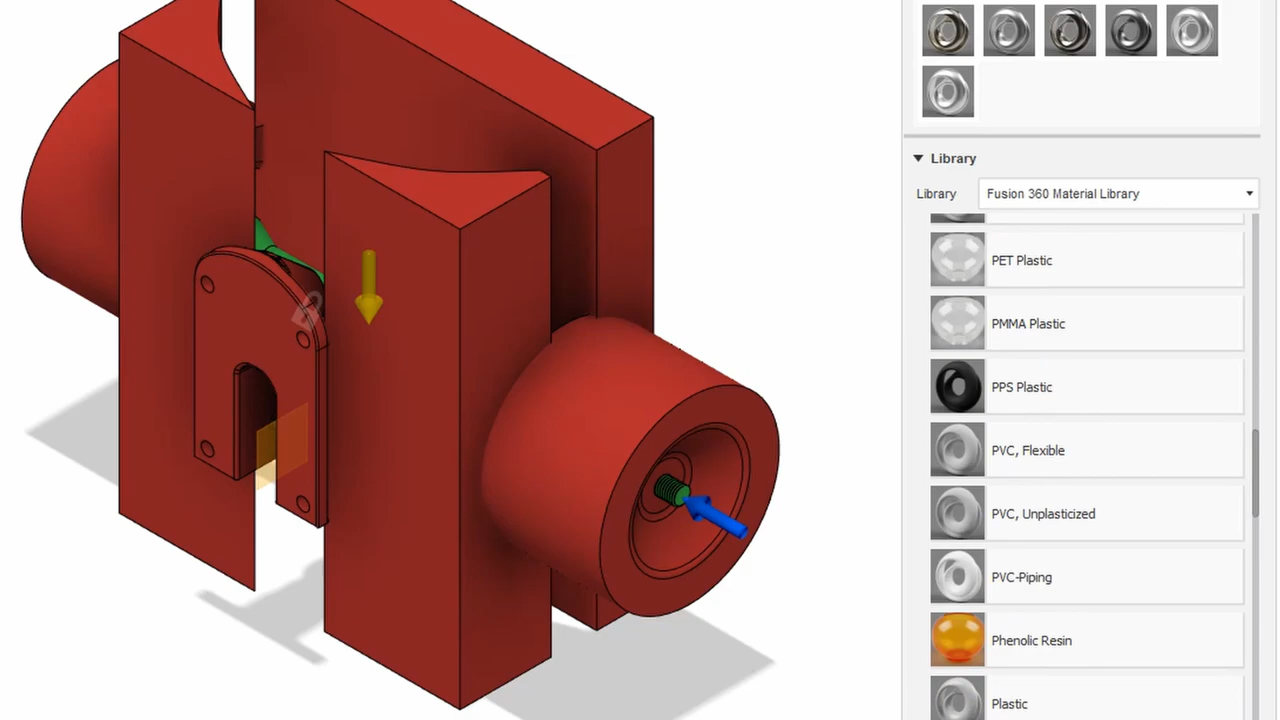 Library
Library Fusion 360 Material Library
PET Plastic
PMMA Plastic
PPS Plastic
PVC, Flexible
PVC, Unplasticized
PVC-Piping
Phenolic Resin
Plastic